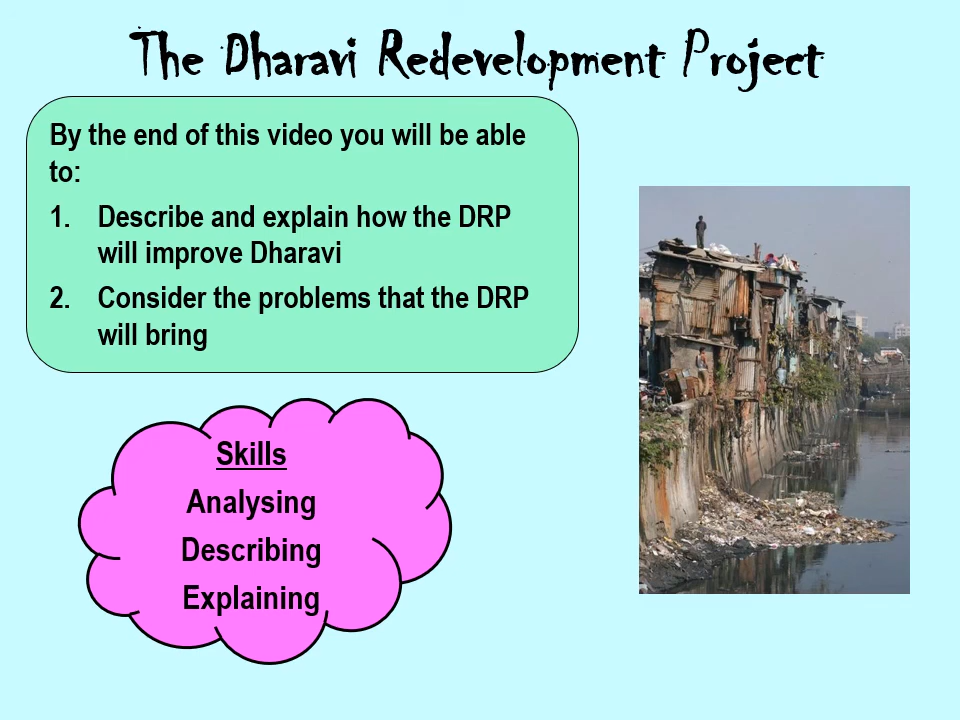 The Dharavi Redevelopment Project
By the end of this video you will be able
to:
1. Describe and explain how the DRP
will improve Dharavi
2. Consider the problems that the DRP
will bring
Skills
Analysing
Describing
Explaining